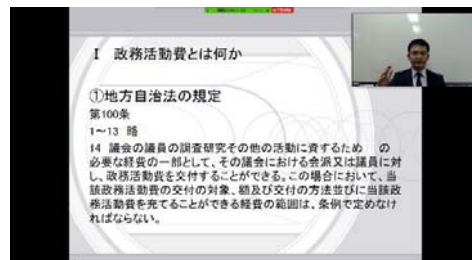 Ⅰ 政務活動費とは何か
①地方自治法の規定
第100条
1～13 略
14 議会の議員の調査研究その他の活動に資するため の
必要な経費の一部として、その議会における会派又は議員に対
し、政務活動費を交付することができる。この場合において、当
該政務活動費の交付の対象、額及び交付の方法並びに当該政
務活動費を充てることができる経費の範囲は、条例で定めなけ
ればならない。